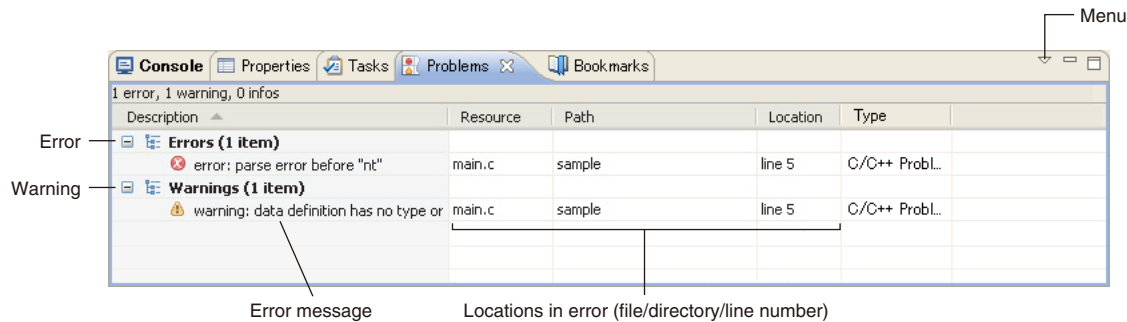 Menu
Console Properties Tasks Problems Bookmarks
1 error, 1 warning, 0 infos
Description Resource Path Location Type
Error
Errors (1 item)
error: parse error before "nt" main.c sample line 5 C/C++ Probl...
Warning
Warnings (1 item)
warning: data definition has no type or main.c sample line 5 C/C++ Probl...
Error message Locations in error (file/directory/line number)